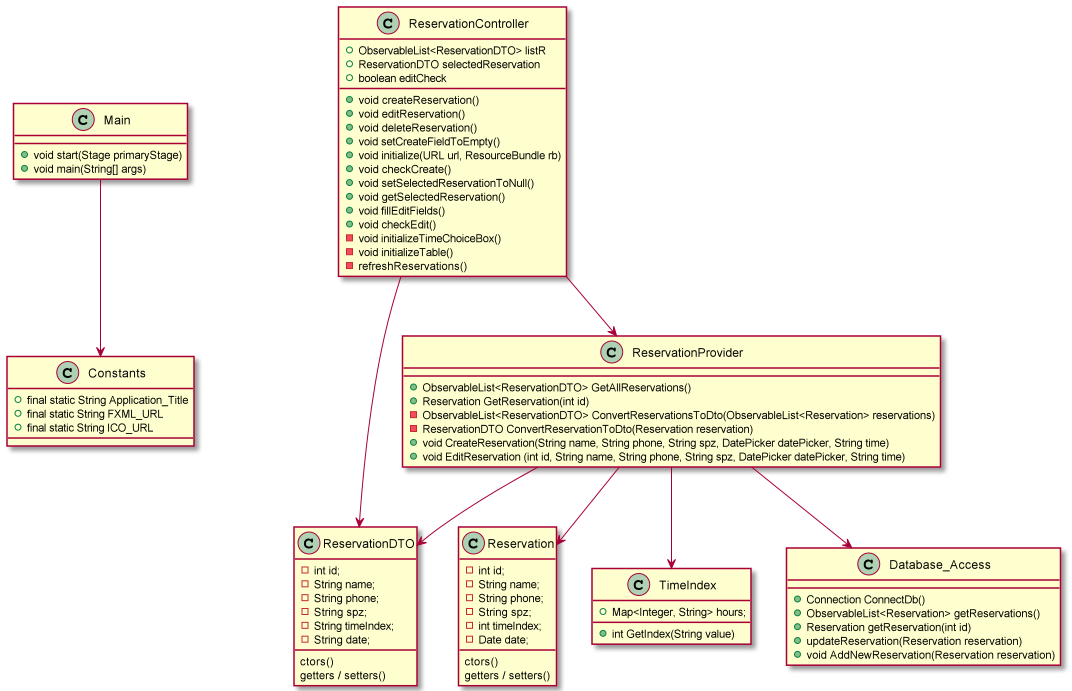 C ReservationController
ObservableList<ReservationDTO> listR
ReservationDTO selectedReservation
boolean editCheck
void createReservation()
void editReservation()
void deleteReservation()
void setCreateFieldToEmpty()
void initialize(URL url, ResourceBundle rb)
void checkCreate()
void setSelectedReservationToNull()
void getSelectedReservation()
void fillEditFields()
void checkEdit()
void initializeTimeChoiceBox()
void initializeTable()
refreshReservations()
C Main
void start(Stage primaryStage)
void main(String[] args)
C Constants
final static String Application_Title
final static String FXML_URL
final static String ICO_URL
C ReservationProvider
ObservableList<ReservationDTO> GetAllReservations()
Reservation GetReservation(int id)
ObservableList<ReservationDTO> ConvertReservationsToDto(ObservableList<Reservation> reservations)
ReservationDTO ConvertReservationToDto(Reservation reservation)
void CreateReservation(String name, String phone, String spz, DatePicker datePicker, String time)
void EditReservation (int id, String name, String phone, String spz, DatePicker datePicker, String time)
C ReservationDTO
int id;
String name;
String phone;
String spz;
String timeIndex;
String date;
ctors()
getters / setters()
C Reservation
int id;
String name;
String phone;
String spz;
int timeIndex;
Date date;
ctors()
getters / setters()
C TimeIndex
Map<Integer, String> hours;
int GetIndex(String value)
C Database_Access
Connection ConnectDb()
ObservableList<Reservation> getReservations()
Reservation getReservation(int id)
updateReservation(Reservation reservation)
void AddNewReservation(Reservation reservation)